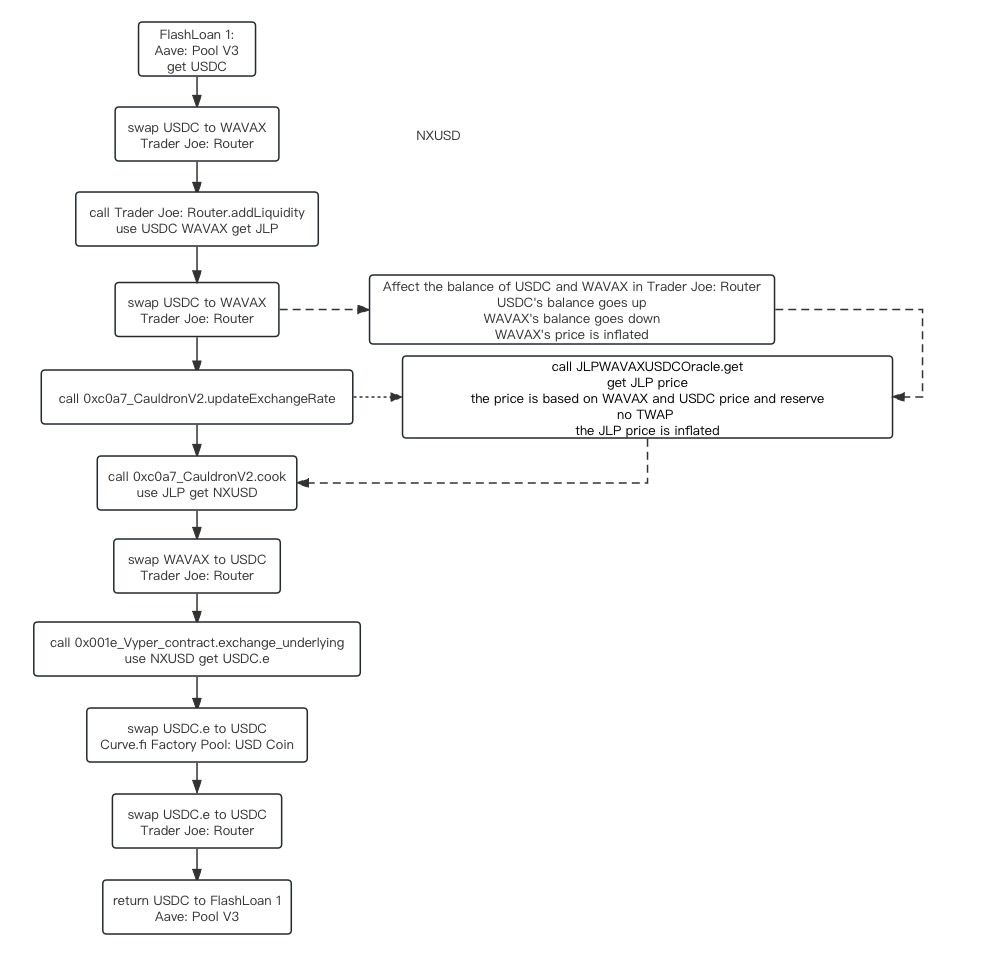 FlashLoan 1:
Aave: Pool V3
get USDC
swap USDC to WAVAX
Trader Joe: Router
NXUSD
call Trader Joe: Router.addLiquidity
use USDC WAVAX get JLP
swap USDC to WAVAX
Trader Joe: Router
Affect the balance of USDC and WAVAX in Trader Joe: Router
USDC's balance goes up
WAVAX's balance goes down
WAVAX's price is inflated
call 0xc0a7_CauldronV2.updateExchangeRate
call JLPWAVAXUSDCOracle.get
get JLP price
the price is based on WAVAX and USDC price and reserve
no TWAP
the JLP price is inflated
call 0xc0a7_CauldronV2.cook
use JLP get NXUSD
swap WAVAX to USDC
Trader Joe: Router
call 0x001e_Vyper_contract.exchange_underlying
use NXUSD get USDC.e
swap USDC.e to USDC
Curve.fi Factory Pool: USD Coin
swap USDC.e to USDC
Trader Joe: Router
return USDC to FlashLoan 1
Aave: Pool V3